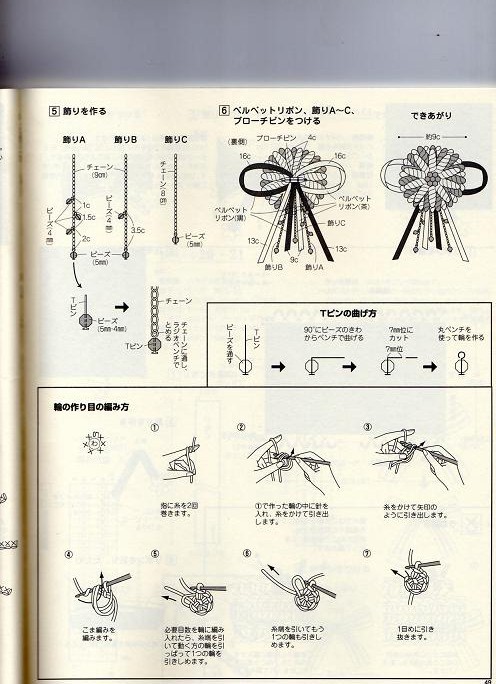 5 飾りを作る
飾りA
飾りB
飾りC
チェーン
(9cm)
チェーン・8cm
ビーズ(4㎜)
1c
1.5c
2c
ビーズ(4㎜)
3.5c
ビーズ
(5㎜)
ビーズ
(5㎜)
Tピン
ビーズ
(5㎜・4㎜)
チェーン
Tピン
チェーンに通し、
ラジオペンチで
とめる
6 ベルベットリボン、飾りA〜C、
ブローチピンをつける
(裏側)
ブローチピン
4c
16c
16c
ベルベット
リボン(黒)
ベルベット
リボン(茶)
飾りC
13c
13c
9c
飾りB
飾りA
できあがり
約9c
Tピンの曲げ方
ビーズを通す
Tピン
90°にビーズのきわ
からペンチで曲げる
7㎜位に
カット
7㎜位
丸ペンチを
使って輪を作る
輪の作り目の編み方
わ
①
指に糸を2回
巻きます。
②
①で作った輪の中に針を
入れ、糸をかけて引き出
します。
③
糸をかけて矢印の
ように引き出します。
④
こま編みを
編みます。
⑤
必要目数を輪に編み
入れたら、糸端を引
いて動く方の輪を引
っぱって1つの輪を
引きしめます。
⑥
糸端を引いてもう
1つの輪も引きし
めます。
⑦
1目めに引き
抜きます。
49